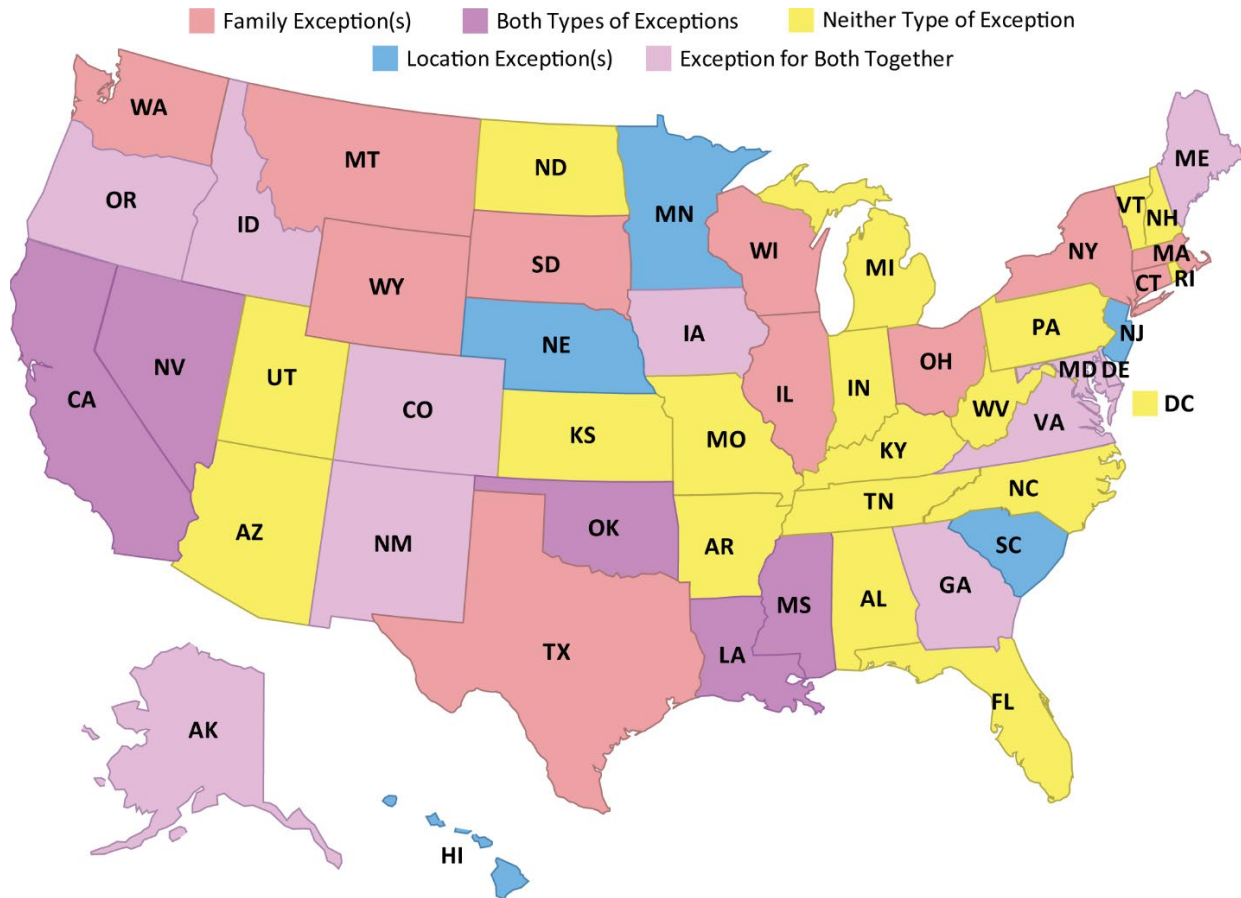 Family Exception(s) Both Types of Exceptions Neither Type of Exception
Location Exception(s) Exception for Both Together
WA
MT
ND
MN
ME
OR
ID
SD
WI
MI
VT
NH
NY
MA
CT
RI
WY
NE
IA
PA
NJ
NV
UT
CO
IL
IN
OH
MD
DE
CA
KS
MO
KY
WV
VA
DC
AZ
NM
OK
AR
TN
NC
SC
TX
LA
MS
AL
GA
FL
AK
HI